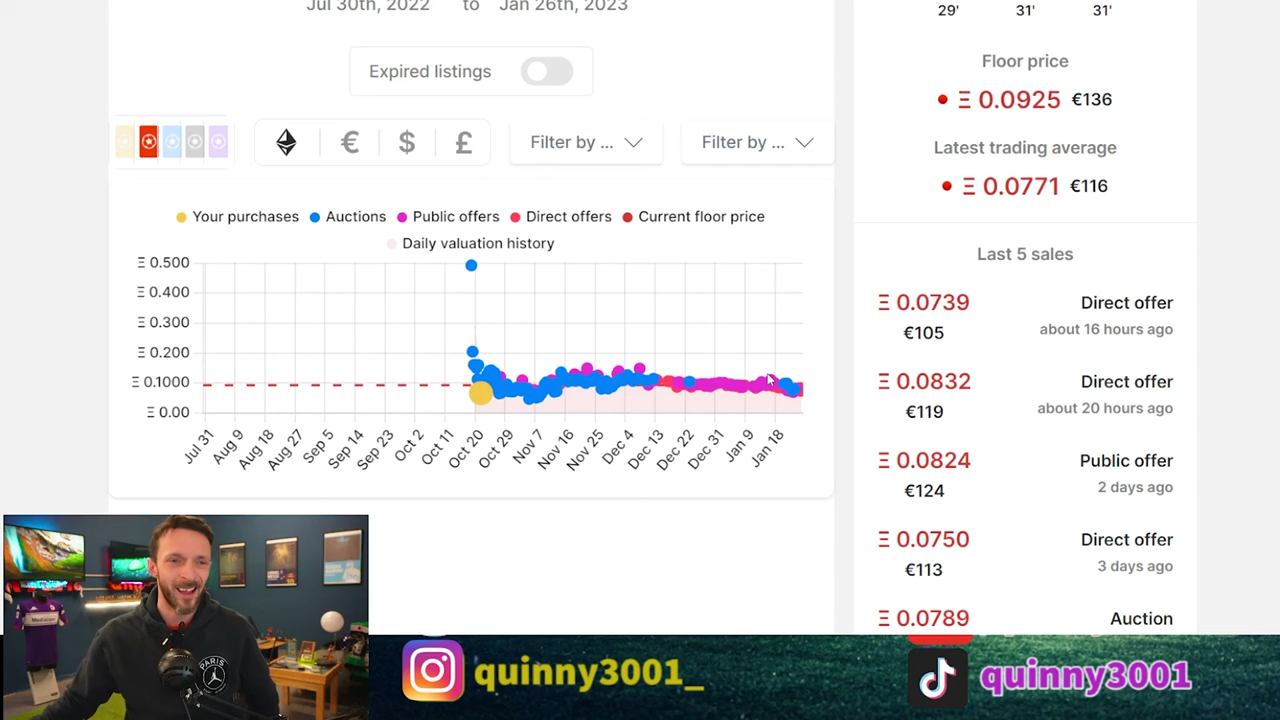 Jul 30th, 2022 to Jan 26th, 2023
Expired listings
€ $ £ Filter by ... Filter by ...
Your purchases Auctions Public offers Direct offers Current floor price
Daily valuation history
Ξ 0.500
Ξ 0.400
Ξ 0.300
Ξ 0.200
Ξ 0.1000
Ξ 0.00
Jul 31 Aug 9 Aug 18 Aug 27 Sep 5 Sep 14 Sep 23 Oct 2 Oct 11 Oct 20 Oct 29 Nov 7 Nov 16 Nov 25 Dec 4 Dec 13 Dec 22 Dec 31 Jan 9 Jan 18
29' 31' 31'
Floor price
Ξ 0.0925 €136
Latest trading average
Ξ 0.0771 €116
Last 5 sales
Ξ 0.0739 Direct offer
€105 about 16 hours ago
Ξ 0.0832 Direct offer
€119 about 20 hours ago
Ξ 0.0824 Public offer
€124 2 days ago
Ξ 0.0750 Direct offer
€113 3 days ago
Ξ 0.0789 Auction
PARIS
quinny3001_
quinny3001